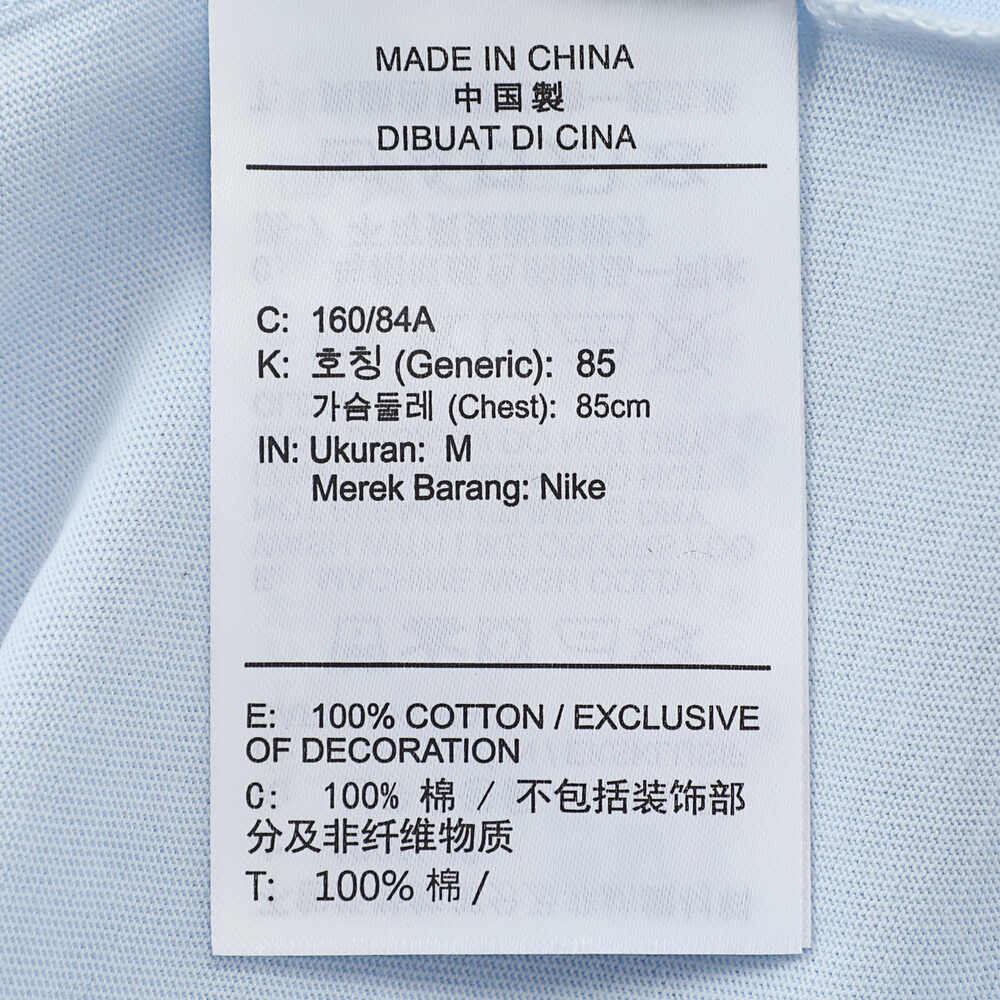 MADE IN CHINA
中国製
DIBUAT DI CINA
C: 160/84A
K: 호칭 (Generic): 85
가슴둘레 (Chest): 85cm
IN: Ukuran: M
Merek Barang: Nike
E: 100% COTTON / EXCLUSIVE
OF DECORATION
C: 100% 棉 / 不包括装饰部
分及非纤维物质
T: 100% 棉 /